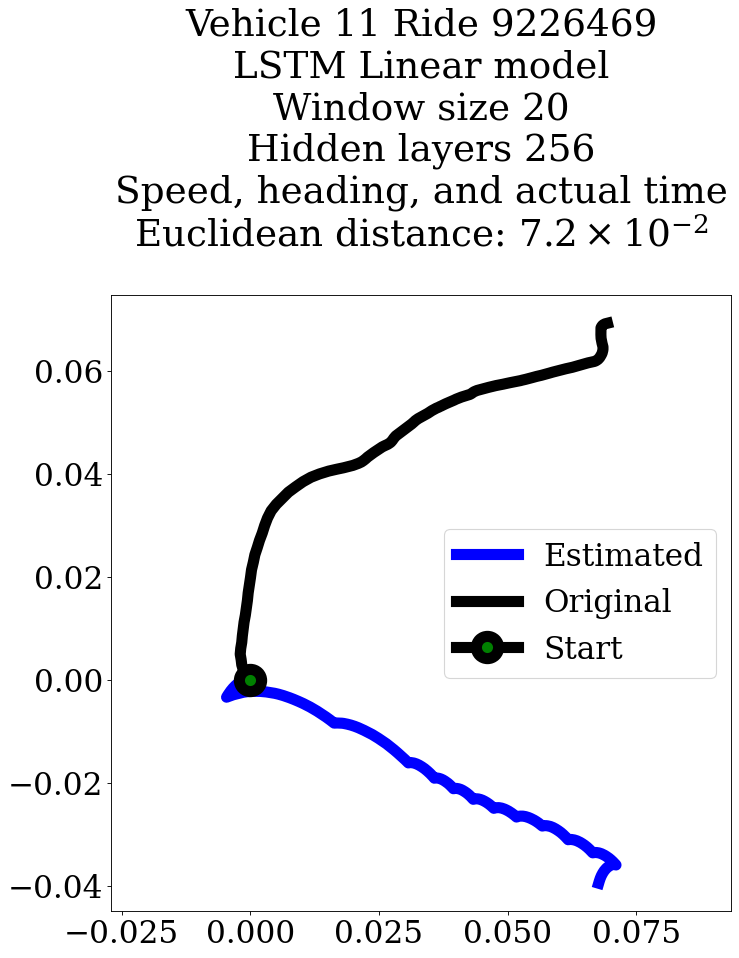 Vehicle 11 Ride 9226469
LSTM Linear model
Window size 20
Hidden layers 256
Speed, heading, and actual time
Euclidean distance: 7.2 × 10⁻²
0.06
0.04
0.02
0.00
−0.02
−0.04
Estimated
Original
Start
−0.025 0.000 0.025 0.050 0.075